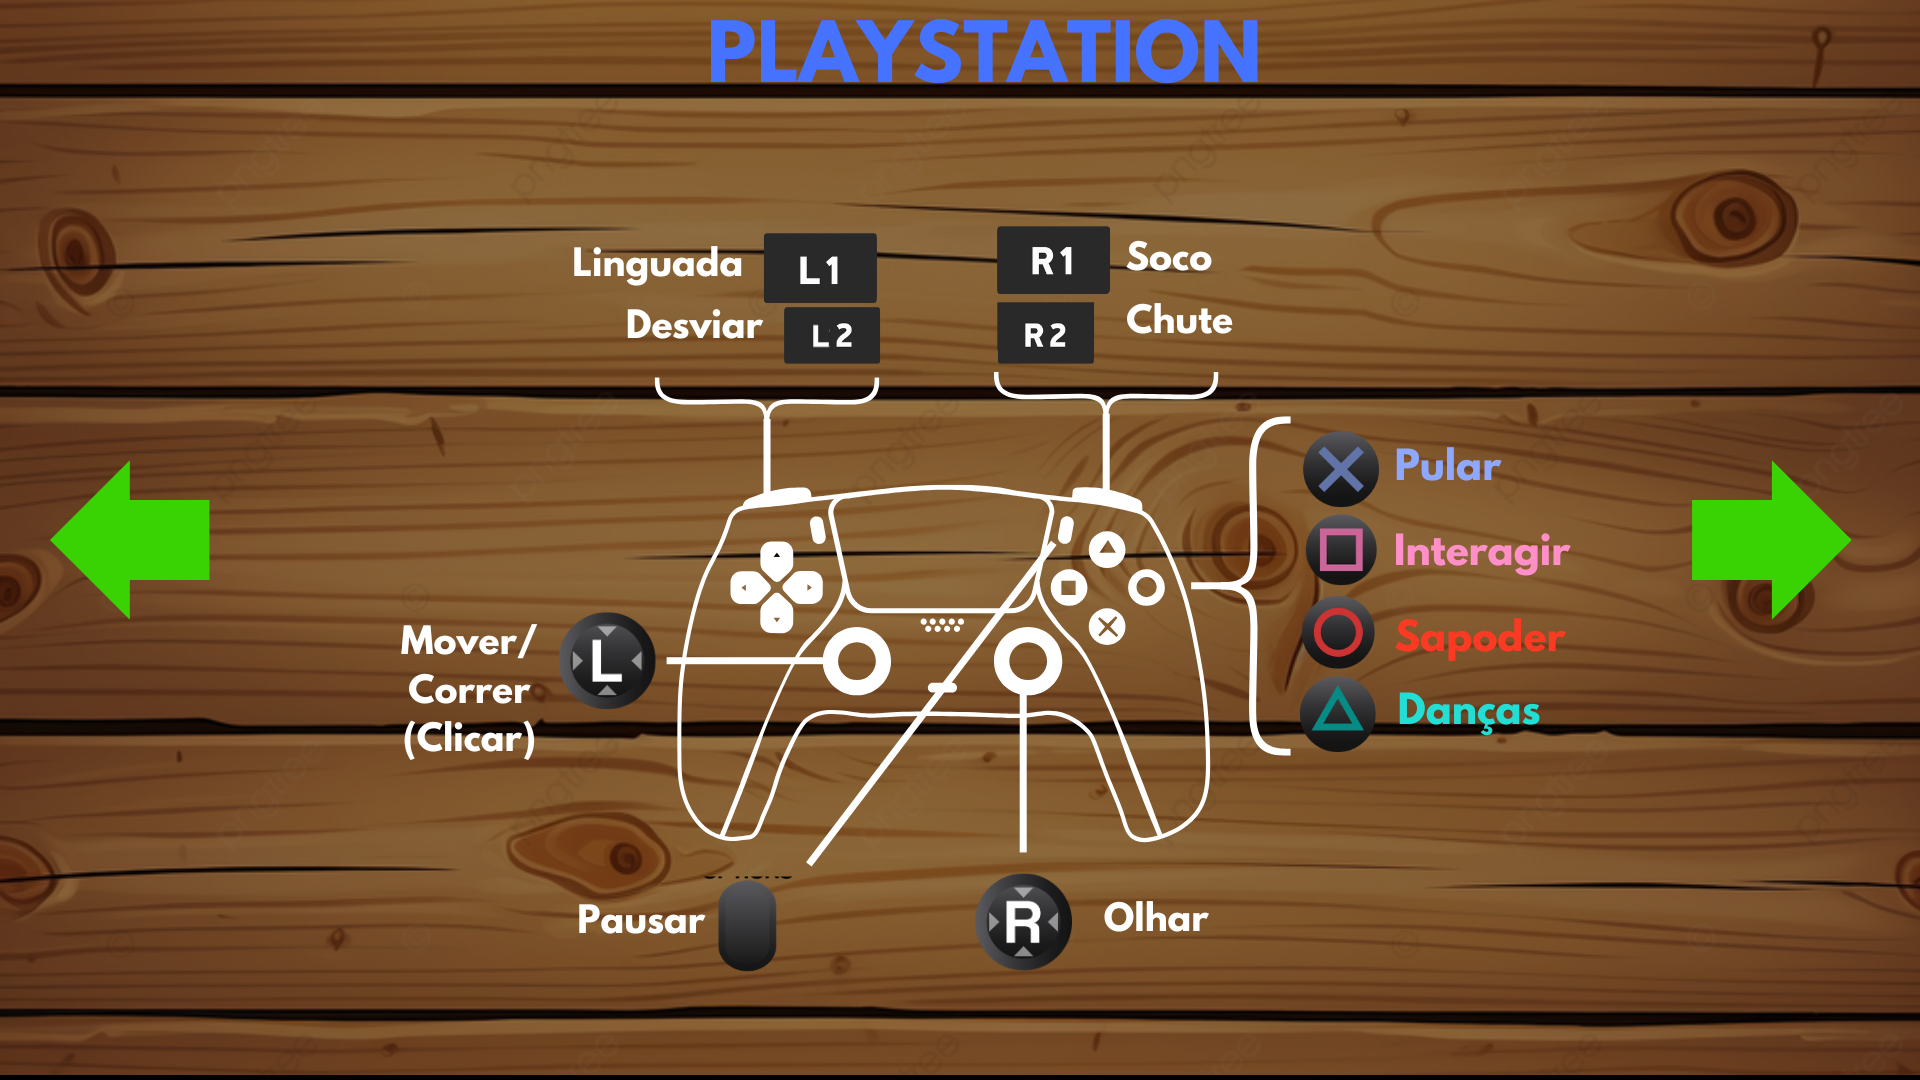 PLAYSTATION
Linguada L1
Desviar L2
R1 Soco
R2 Chute
Pular
Interagir
Sapoder
Danças
Mover/
Correr
(Clicar)
L
Pausar
R Olhar